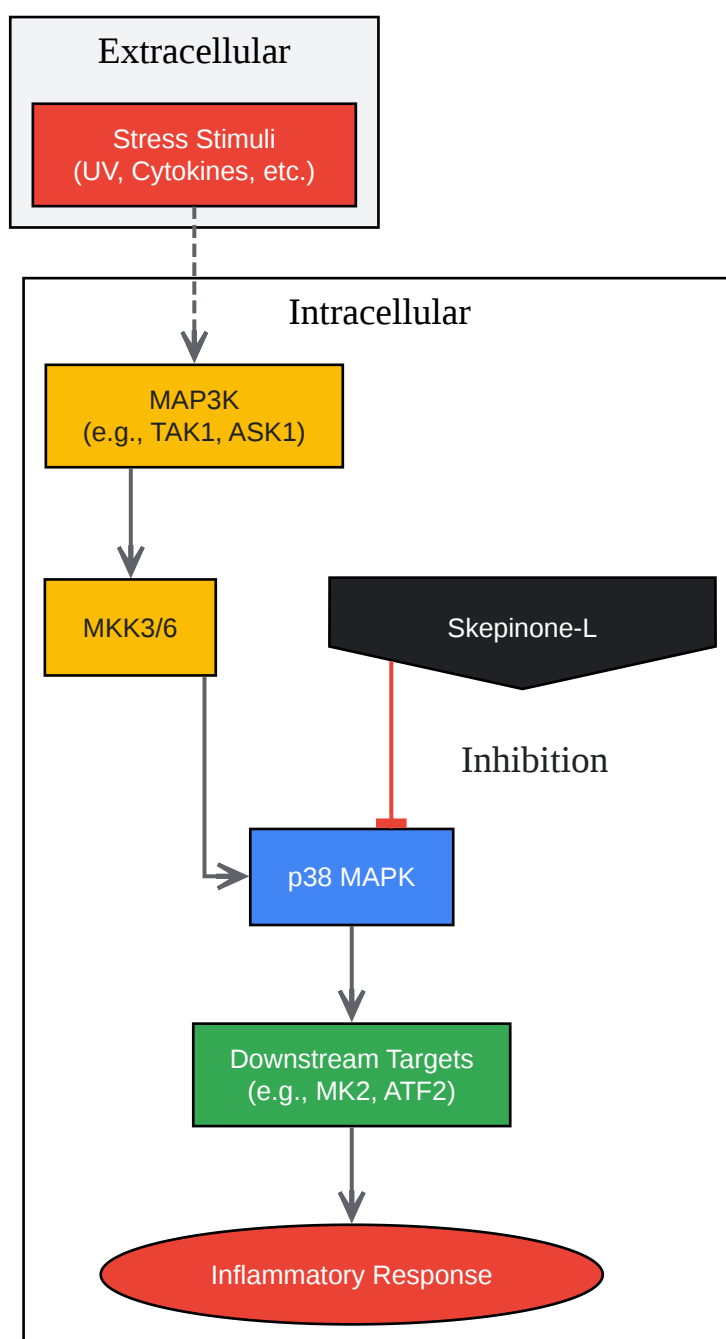 Extracellular
Stress Stimuli
(UV, Cytokines, etc.)
Intracellular
MAP3K
(e.g., TAK1, ASK1)
MKK3/6
Skepinone-L
Inhibition
p38 MAPK
Downstream Targets
(e.g., MK2, ATF2)
Inflammatory Response